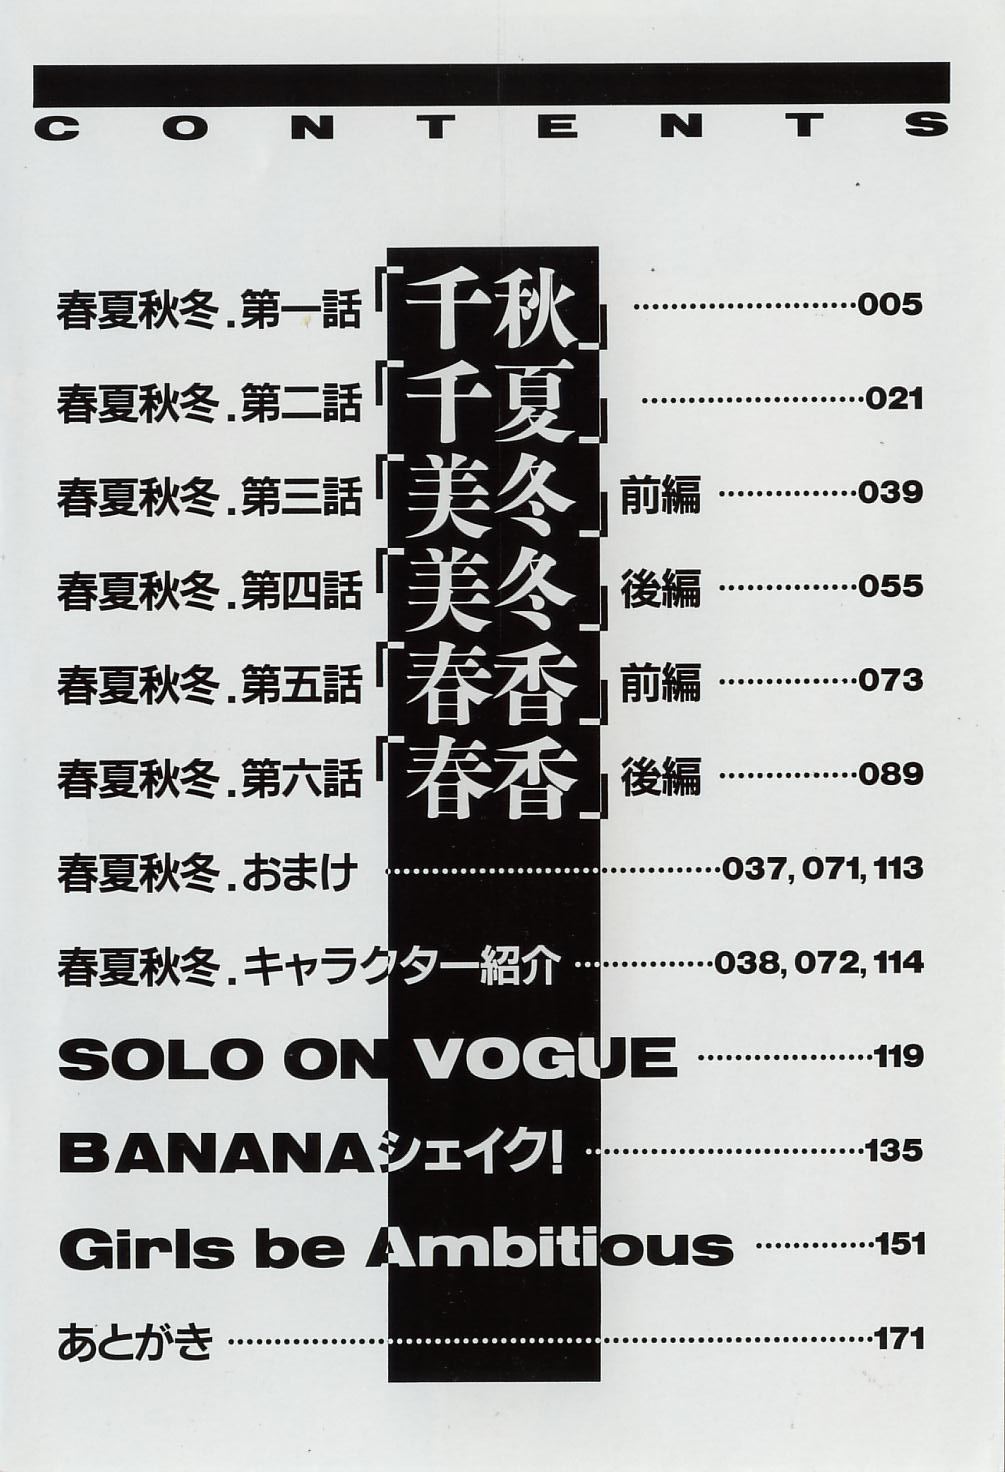 CONTENTS
春夏秋冬.第一話「千秋」…………………005
春夏秋冬.第二話「千夏」…………………021
春夏秋冬.第三話「美冬」前編……………039
春夏秋冬.第四話「美冬」後編……………055
春夏秋冬.第五話「春香」前編……………073
春夏秋冬.第六話「春香」後編……………089
春夏秋冬.おまけ……………………………037, 071, 113
春夏秋冬.キャラクター紹介……………038, 072, 114
SOLO ON VOGUE………………119
BANANAシェイク!………………………135
Girls be Ambitious…………151
あとがき……………………………………………………171